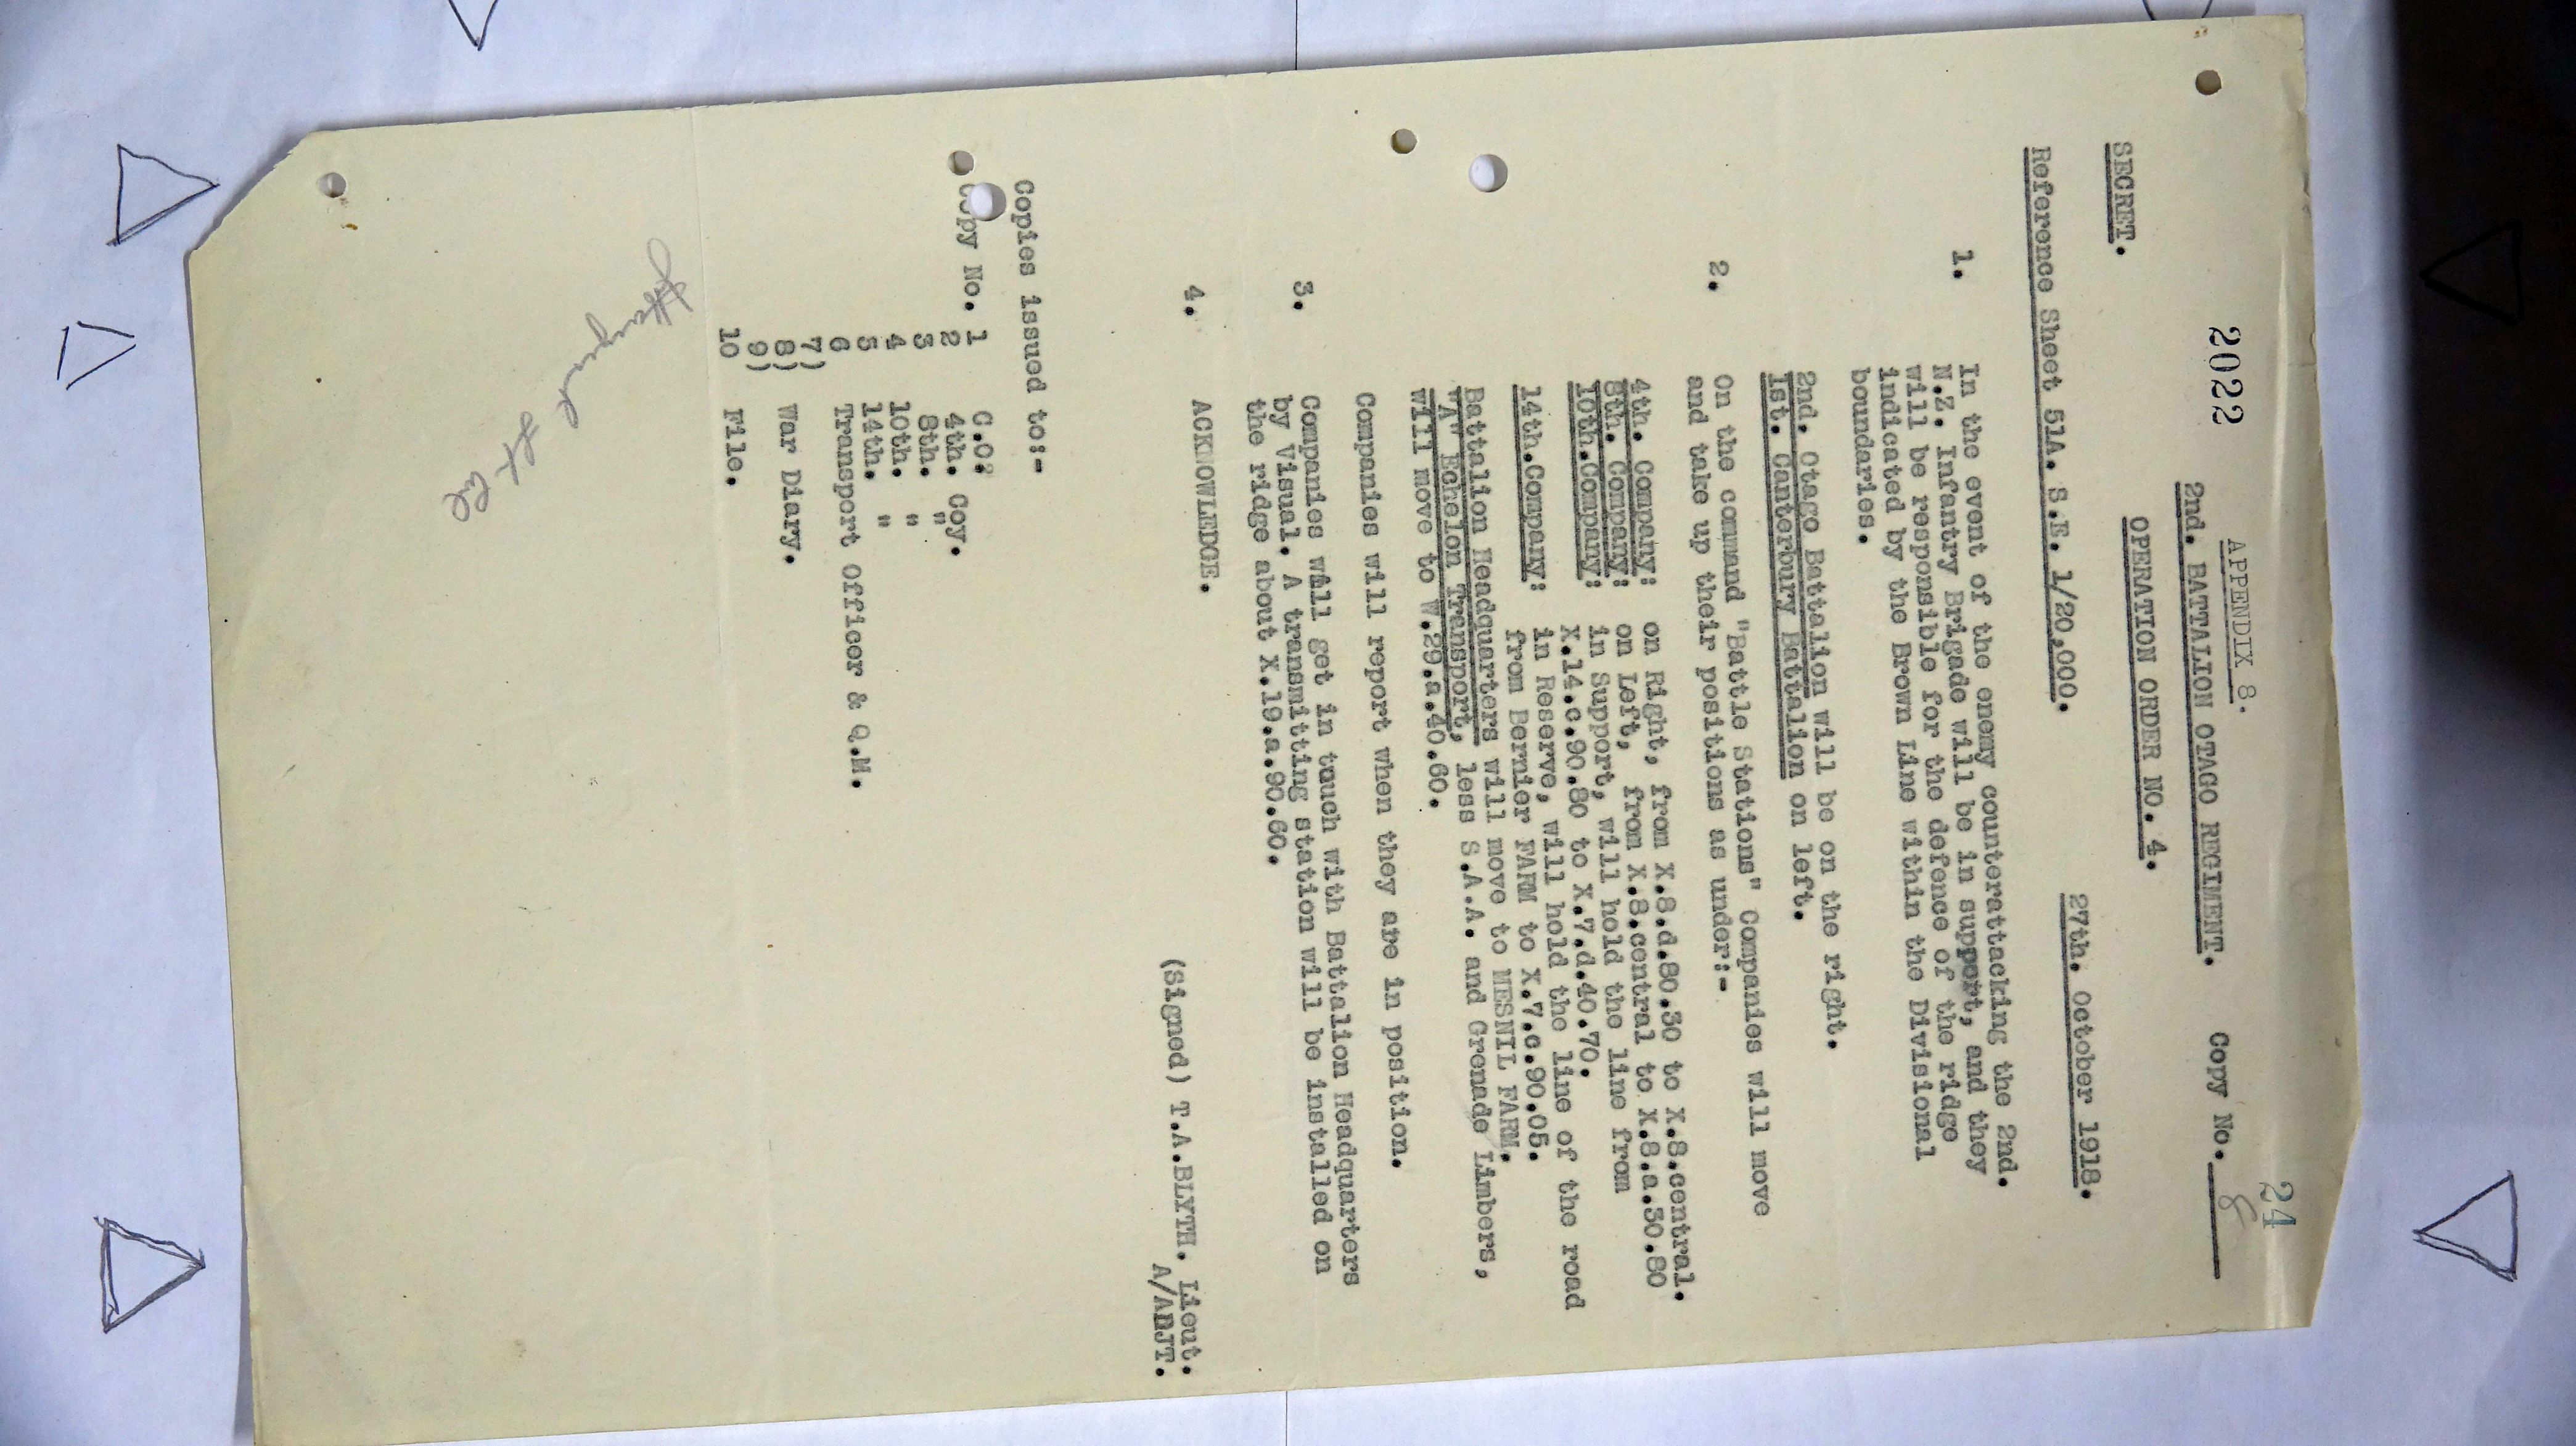 24
2022
APPENDIX 8.
2nd. BATTALION OTAGO REGIMENT.
Copy No. 8
OPERATION ORDER NO. 4.
SECRET.
27th. October 1918.
Reference Sheet 51A. S.E. 1/20,000.
1. In the event of the enemy counterattacking the 2nd.
N.Z. Infantry Brigade will be in support, and they
will be responsible for the defence of the ridge
indicated by the Brown Line within the Divisional
boundaries.
2nd. Otago Battalion will be on the right.
1st. Canterbury Battalion on left.
2. On the command "Battle Stations" Companies will move
and take up their positions as under:-
4th. Company: on Right, from X.8.d.80.30 to X.8.central.
8th. Company: on Left, from X.8.central to X.8.a.30.80
10th.Company: in Support, will hold the line from
X.14.c.90.80 to X.7.d.40.70.
14th.Company: in Reserve, will hold the line of the road
from Bernier FARM to X.7.c.90.05.
Battalion Headquarters will move to MESNIL FARM.
"A" Echelon Transport, less S.A.A. and Grenade Limbers,
will move to W.29.a.40.60.
Companies will report when they are in position.
3. Companies will get in tuuch with Batalion Headquarters
by Visual. A transmitting station will be installed on
the ridge about X.19.a.90.60.
4. ACKNOWLEDGE.
(Signed) T.A.BLYTH. Lieut.
A/ADJT.
Copies issued to:-
Copy No. 1 C.O.
2 4th. Coy.
3 8th. "
4 10th. "
5 14th. "
6 Transport Officer & Q.M.
7)
8) War Diary.
9)
10 File.